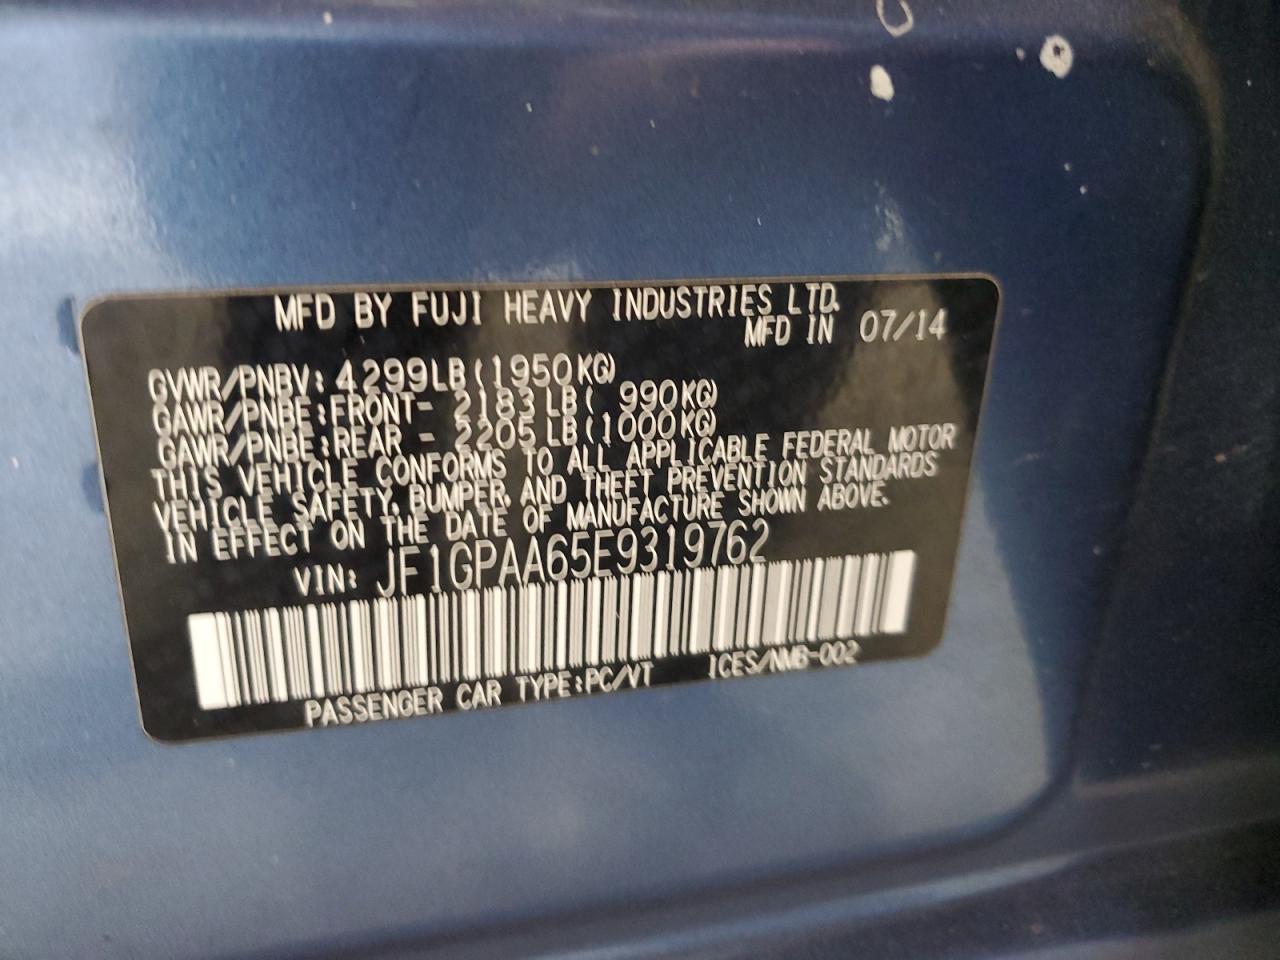 MFD BY FUJI HEAVY INDUSTRIES LTD.
MFD IN 07/14
GVWR/PNBV: 4299LB(1950KG)
GAWR/PNBE:FRONT- 2183LB( 990KG)
GAWR/PNBE:REAR - 2205LB(1000KG)
THIS VEHICLE CONFORMS TO ALL APPLICABLE FEDERAL MOTOR
VEHICLE SAFETY, BUMPER, AND THEFT PREVENTION STANDARDS
IN EFFECT ON THE DATE OF MANUFACTURE SHOWN ABOVE.
VIN: JF1GPAA65E9319762
PASSENGER CAR TYPE:PC/VT ICES/NMB-002